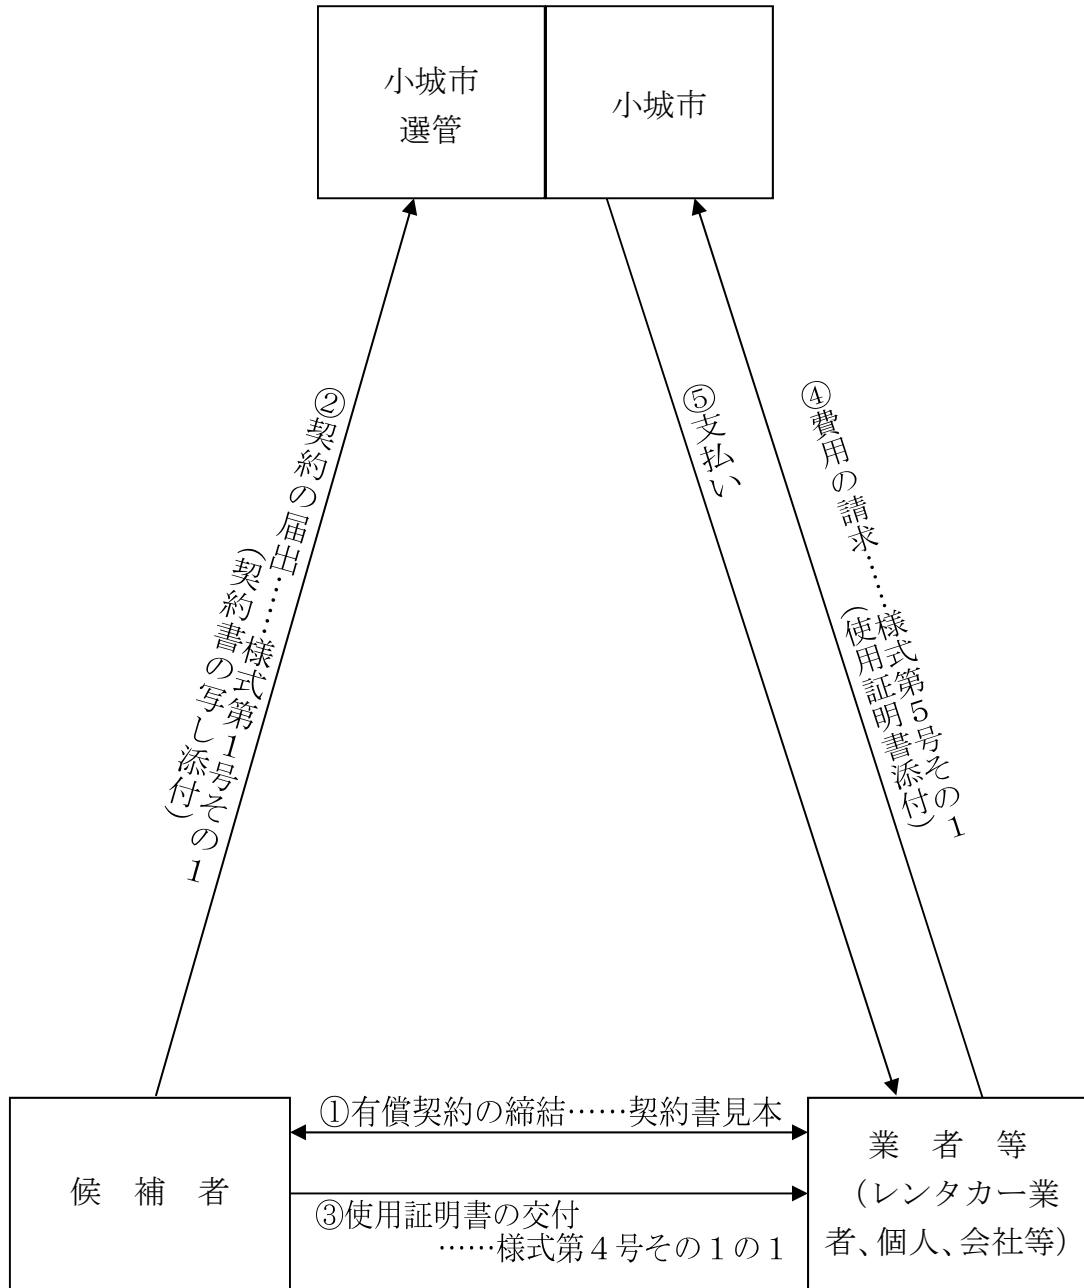 小城市
選管
小城市
②契約の届出……様式第１号その１
（契約書の写し添付）
⑤支払い
④費用の請求……様式第５号その１
（使用証明書添付）
①有償契約の締結……契約書見本
候　補　者
③使用証明書の交付
……様式第４号その１の１
業　者　等
（レンタカー業
者、個人、会社等）